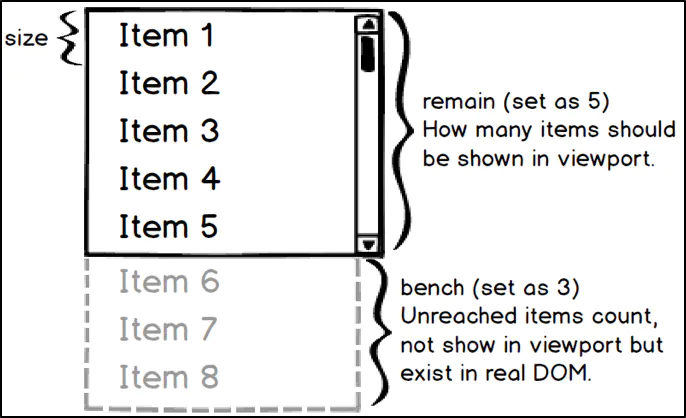 size
Item 1
Item 2
Item 3
Item 4
Item 5
remain (set as 5)
How many items should
be shown in viewport.
Item 6
Item 7
Item 8
bench (set as 3)
Unreached items count,
not show in viewport but
exist in real DOM.